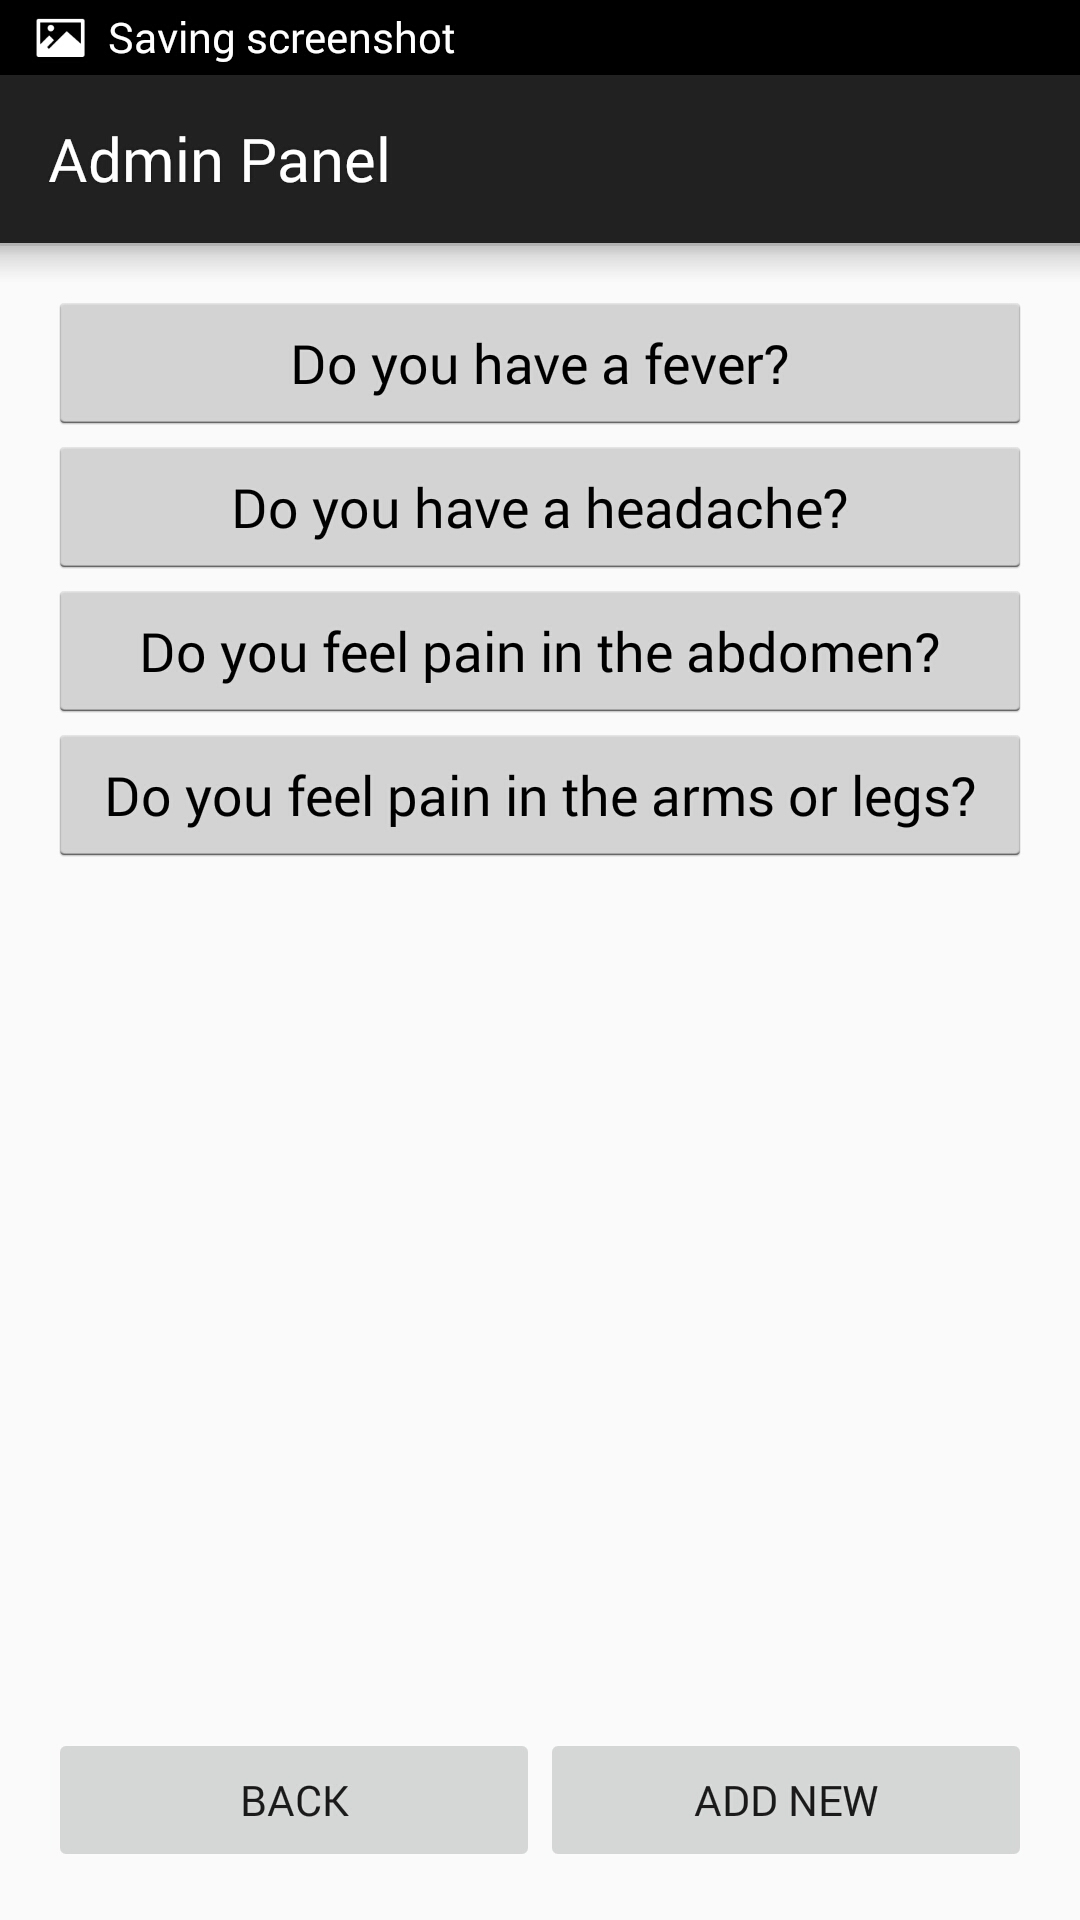 Saving screenshot
Admin Panel
Do you have a fever?
Do you have a headache?
Do you feel pain in the abdomen?
Do you feel pain in the arms or legs?
BACK
ADD NEW